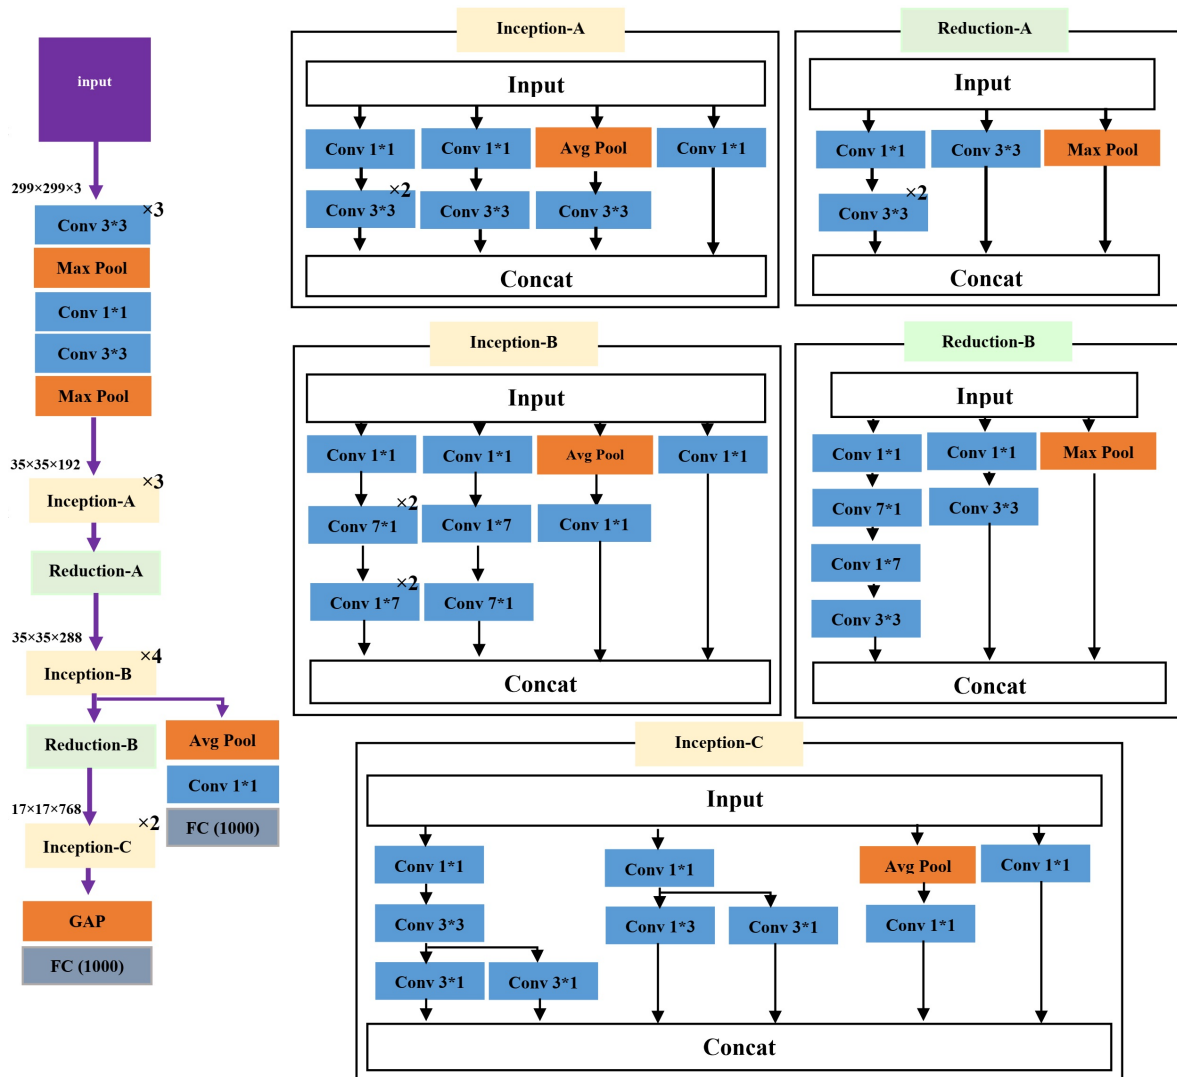 input
299×299×3
×3
Conv 3*3
Max Pool
Conv 1*1
Conv 3*3
Max Pool
35×35×192
×3
Inception-A
Reduction-A
35×35×288
×4
Inception-B
Reduction-B
Avg Pool
Conv 1*1
FC (1000)
17×17×768
×2
Inception-C
GAP
FC (1000)
Inception-A
Input
Conv 1*1
Conv 1*1
Avg Pool
Conv 1*1
×2
Conv 3*3
Conv 3*3
Conv 3*3
Concat
Reduction-A
Input
Conv 1*1
Conv 3*3
Max Pool
×2
Conv 3*3
Concat
Inception-B
Input
Conv 1*1
Conv 1*1
Avg Pool
Conv 1*1
×2
Conv 7*1
Conv 1*7
Conv 1*1
×2
Conv 1*7
Conv 7*1
Concat
Reduction-B
Input
Conv 1*1
Conv 1*1
Max Pool
Conv 7*1
Conv 3*3
Conv 1*7
Conv 3*3
Concat
Inception-C
Input
Conv 1*1
Conv 1*1
Avg Pool
Conv 1*1
Conv 3*3
Conv 1*3
Conv 3*1
Conv 1*1
Conv 3*1
Conv 3*1
Concat